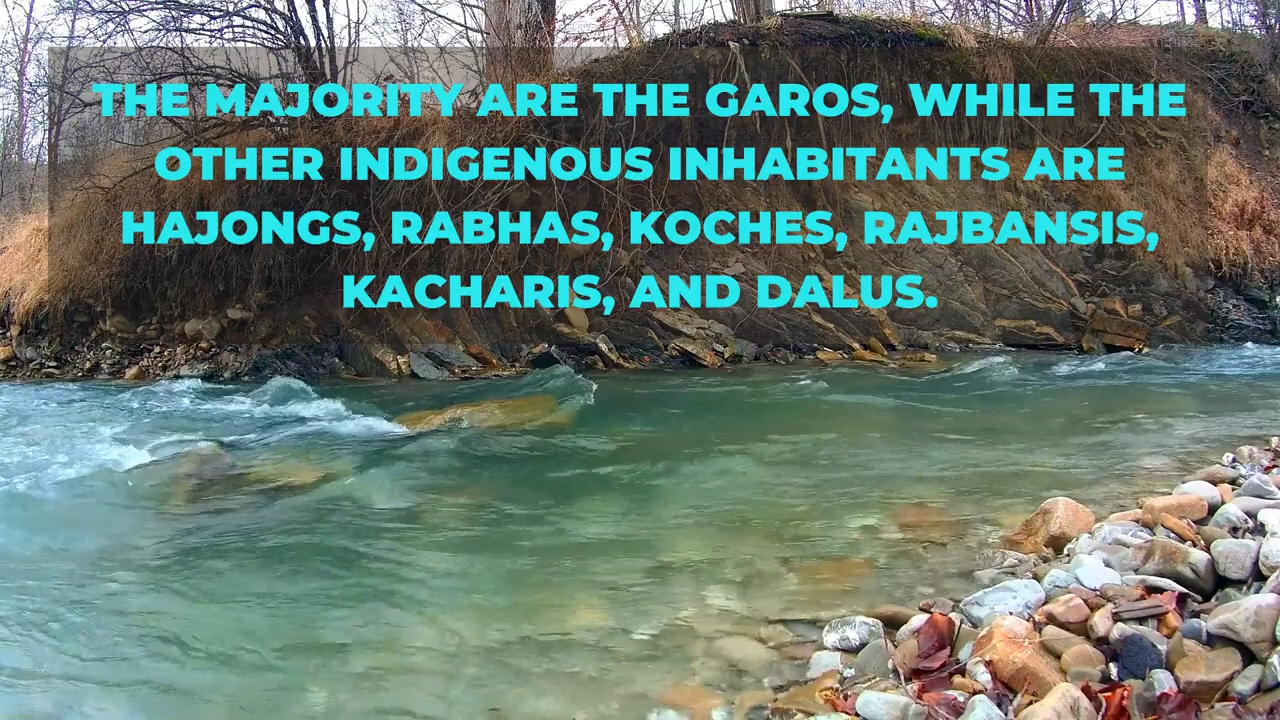 THE MAJORITY ARE THE GAROS, WHILE THE
OTHER INDIGENOUS INHABITANTS ARE
HAJONGS, RABHAS, KOCHES, RAJBANSIS,
KACHARIS, AND DALUS.